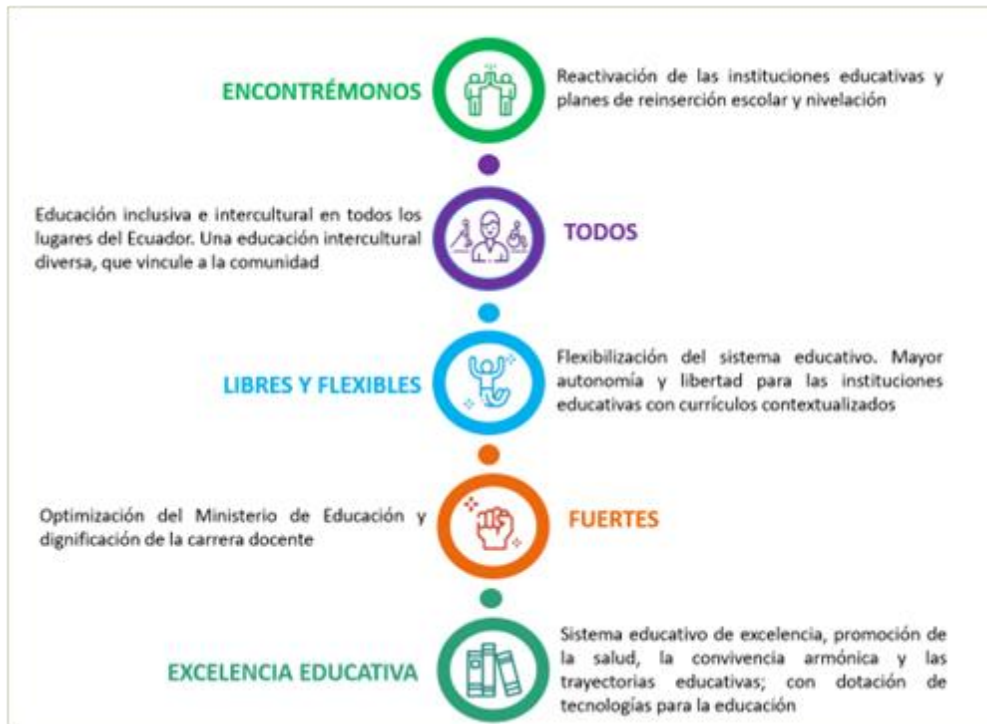 ENCONTRÉMONOS
Reactivación de las instituciones educativas y
planes de reinserción escolar y nivelación
Educación inclusiva e intercultural en todos los
lugares del Ecuador. Una educación intercultural
diversa, que vincule a la comunidad
TODOS
LIBRES Y FLEXIBLES
Flexibilización del sistema educativo. Mayor
autonomía y libertad para las instituciones
educativas con currículos contextualizados
Optimización del Ministerio de Educación y
dignificación de la carrera docente
FUERTES
EXCELENCIA EDUCATIVA
Sistema educativo de excelencia, promoción de
la salud, la convivencia armónica y las
trayectorias educativas; con dotación de
tecnologías para la educación